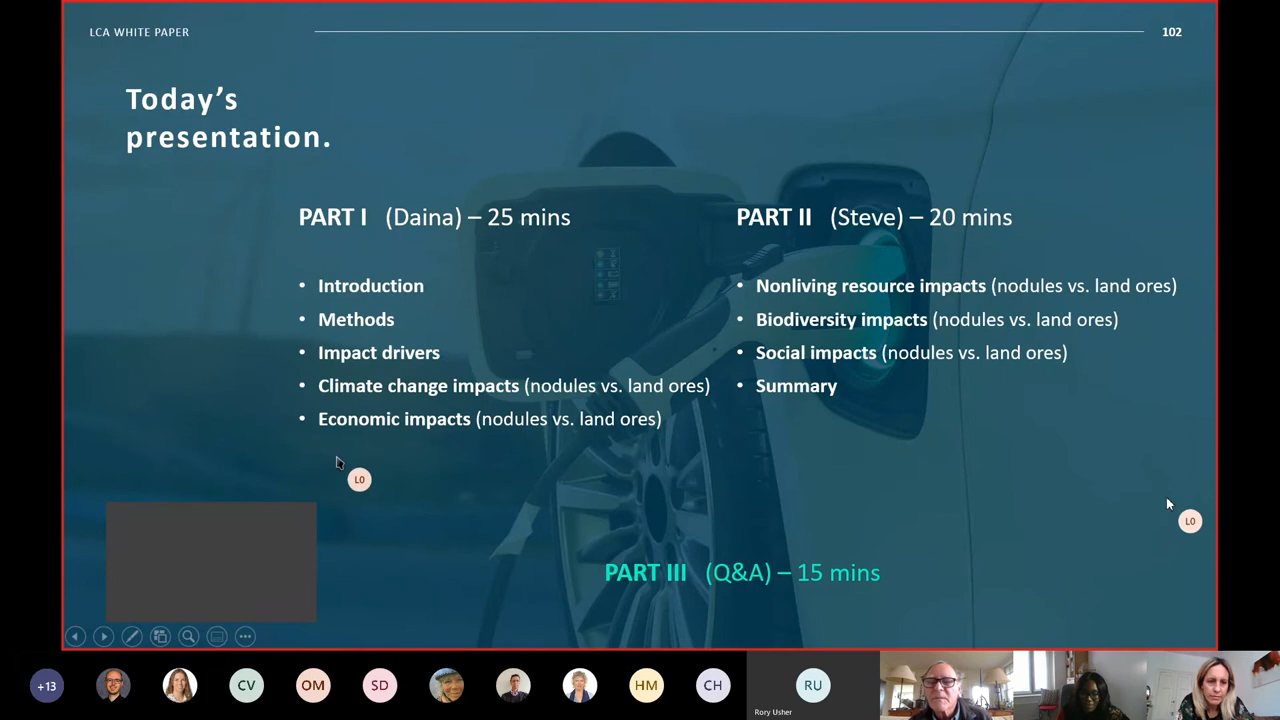 LCA WHITE PAPER
102
Today’s
presentation.
PART I (Daina) – 25 mins
• Introduction
• Methods
• Impact drivers
• Climate change impacts (nodules vs. land ores)
• Economic impacts (nodules vs. land ores)
PART II (Steve) – 20 mins
• Nonliving resource impacts (nodules vs. land ores)
• Biodiversity impacts (nodules vs. land ores)
• Social impacts (nodules vs. land ores)
• Summary
L0
L0
PART III (Q&A) – 15 mins
+13
CV
OM
SD
HM
CH
RU
Rory Usher